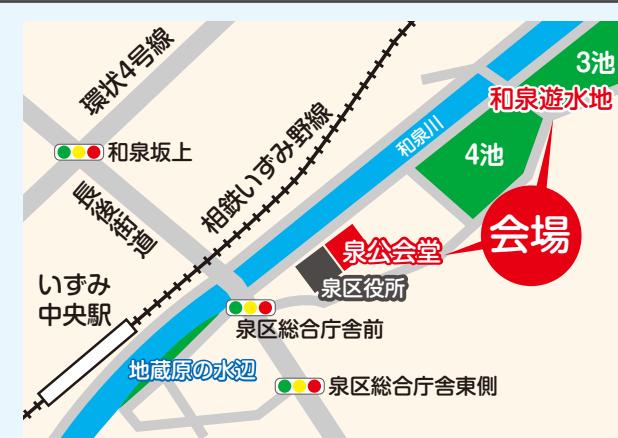 環状4号線
3池
和泉遊水地
和泉川
4池
和泉坂上
相鉄いずみ野線
長後街道
会場
泉公会堂
いずみ
中央駅
泉区役所
泉区総合庁舎前
地蔵原の水辺
泉区総合庁舎東側